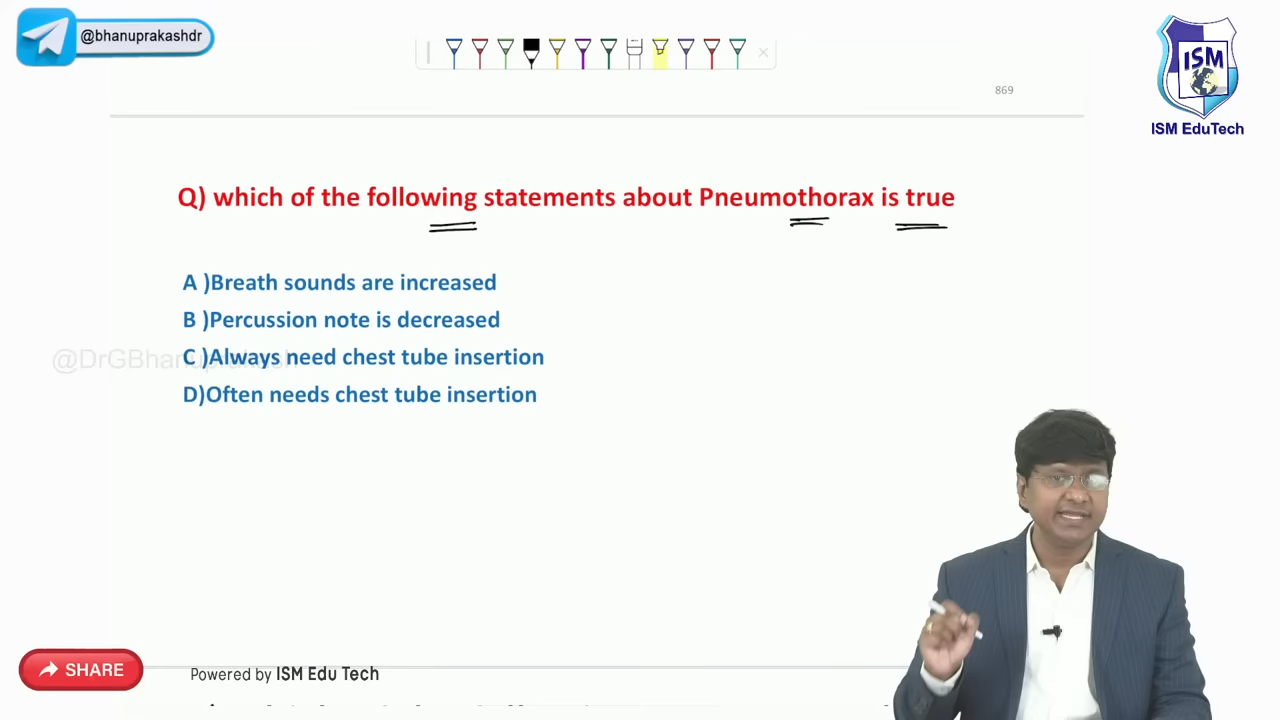 @bhanuprakashdr
ISM
ISM EduTech
869
Q) which of the following statements about Pneumothorax is true
A )Breath sounds are increased
B )Percussion note is decreased
@DrGBhanuprakash
C )Always need chest tube insertion
D)Often needs chest tube insertion
SHARE
Powered by ISM Edu Tech